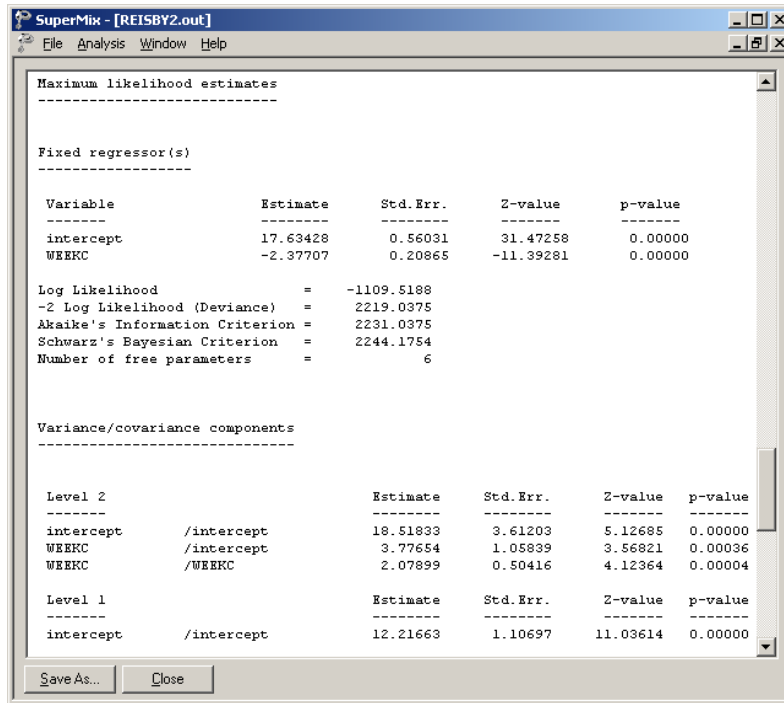 SuperMix - [REISBY2.out]
File Analysis Window Help
Maximum likelihood estimates
----------------------------
Fixed regressor(s)
------------------
Variable Estimate Std.Err. Z-value p-value
------- -------- -------- ------- -------
intercept 17.63428 0.56031 31.47258 0.00000
WEEKC -2.37707 0.20865 -11.39281 0.00000
Log Likelihood = -1109.5188
-2 Log Likelihood (Deviance) = 2219.0375
Akaike's Information Criterion = 2231.0375
Schwarz's Bayesian Criterion = 2244.1754
Number of free parameters = 6
Variance/covariance components
------------------------------
Level 2 Estimate Std.Err. Z-value p-value
------- -------- -------- ------- -------
intercept /intercept 18.51833 3.61203 5.12685 0.00000
WEEKC /intercept 3.77654 1.05839 3.56821 0.00036
WEEKC /WEEKC 2.07899 0.50416 4.12364 0.00004
Level 1 Estimate Std.Err. Z-value p-value
------- -------- -------- ------- -------
intercept /intercept 12.21663 1.10697 11.03614 0.00000
Save As... Close